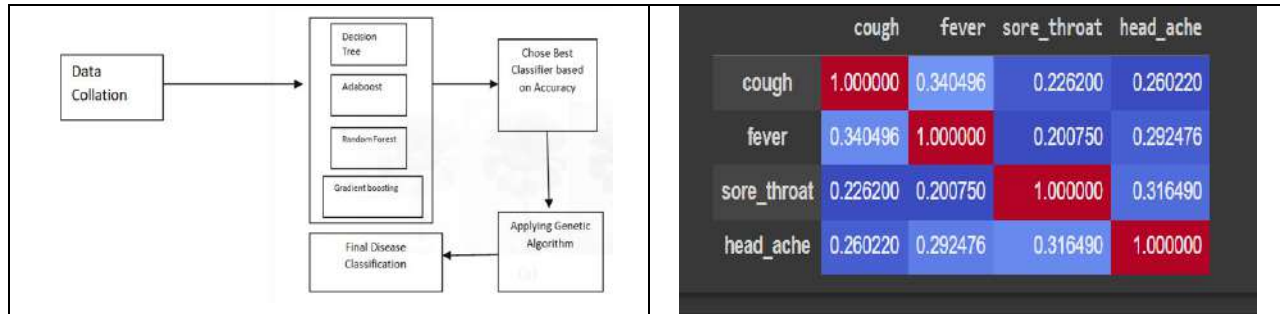 Data
Collation
Decision
Tree
Adaboost
Random Forest
Gradient boosting
Chose Best
Classifier based
on Accuracy
Applying Genetic
Algorithm
Final Disease
Classification
cough fever sore_throat head_ache
cough 1.000000 0.340496 0.226200 0.260220
fever 0.340496 1.000000 0.200750 0.292476
sore_throat 0.226200 0.200750 1.000000 0.316490
head_ache 0.260220 0.292476 0.316490 1.000000